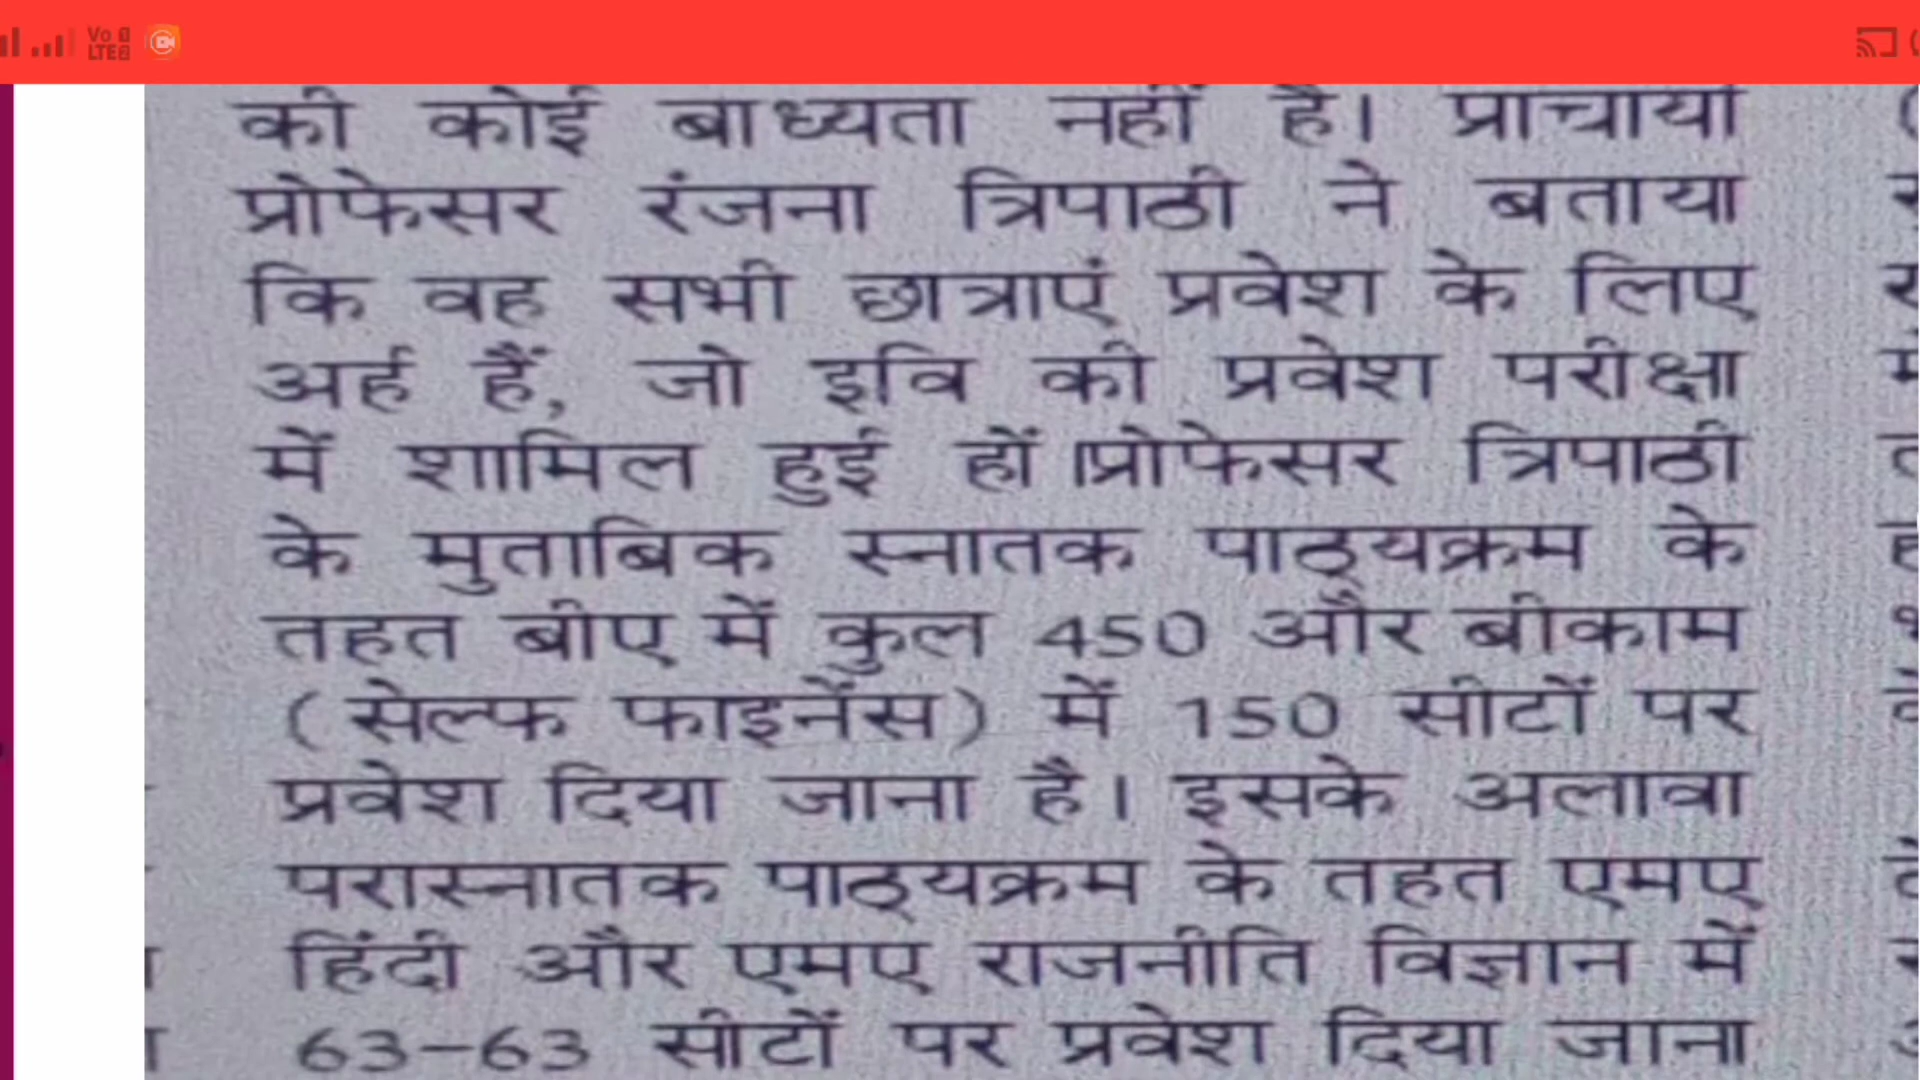 Vo LTE
की कोई बाध्यता नहीं है। प्राचार्या
प्रोफेसर रंजना त्रिपाठी ने बताया
कि वह सभी छात्राएं प्रवेश के लिए
अर्ह हैं, जो इवि की प्रवेश परीक्षा
में शामिल हुई हों।प्रोफेसर त्रिपाठी
के मुताबिक स्नातक पाठ्यक्रम के
तहत बीए में कुल 450 और बीकाम
(सेल्फ फाइनेंस) में 150 सीटों पर
प्रवेश दिया जाना है। इसके अलावा
परास्नातक पाठ्यक्रम के तहत एमए
हिंदी और एमए राजनीति विज्ञान में
63-63 सीटों पर प्रवेश दिया जाना